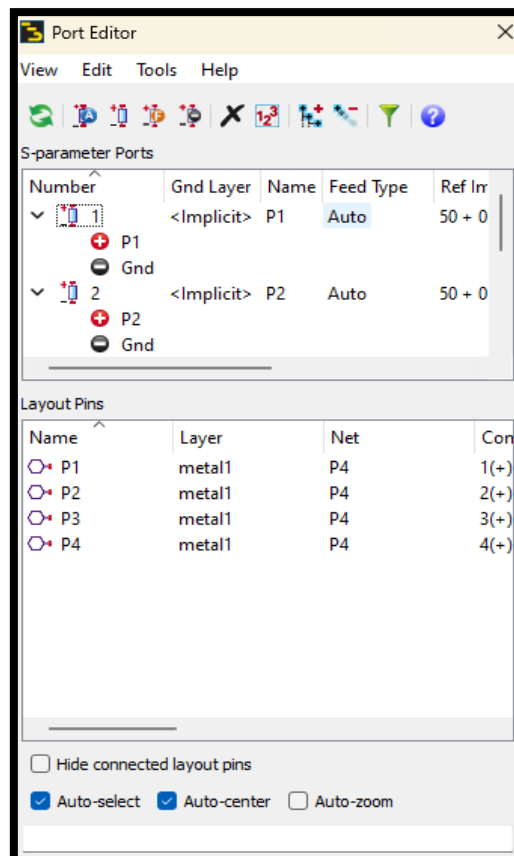 Port Editor
View Edit Tools Help
S-parameter Ports
Number Gnd Layer Name Feed Type Ref Im
1 <Implicit> P1 Auto 50 + 0
P1
Gnd
2 <Implicit> P2 Auto 50 + 0
P2
Gnd
Layout Pins
Name Layer Net Con
P1 metal1 P4 1(+)
P2 metal1 P4 2(+)
P3 metal1 P4 3(+)
P4 metal1 P4 4(+)
Hide connected layout pins
Auto-select Auto-center Auto-zoom